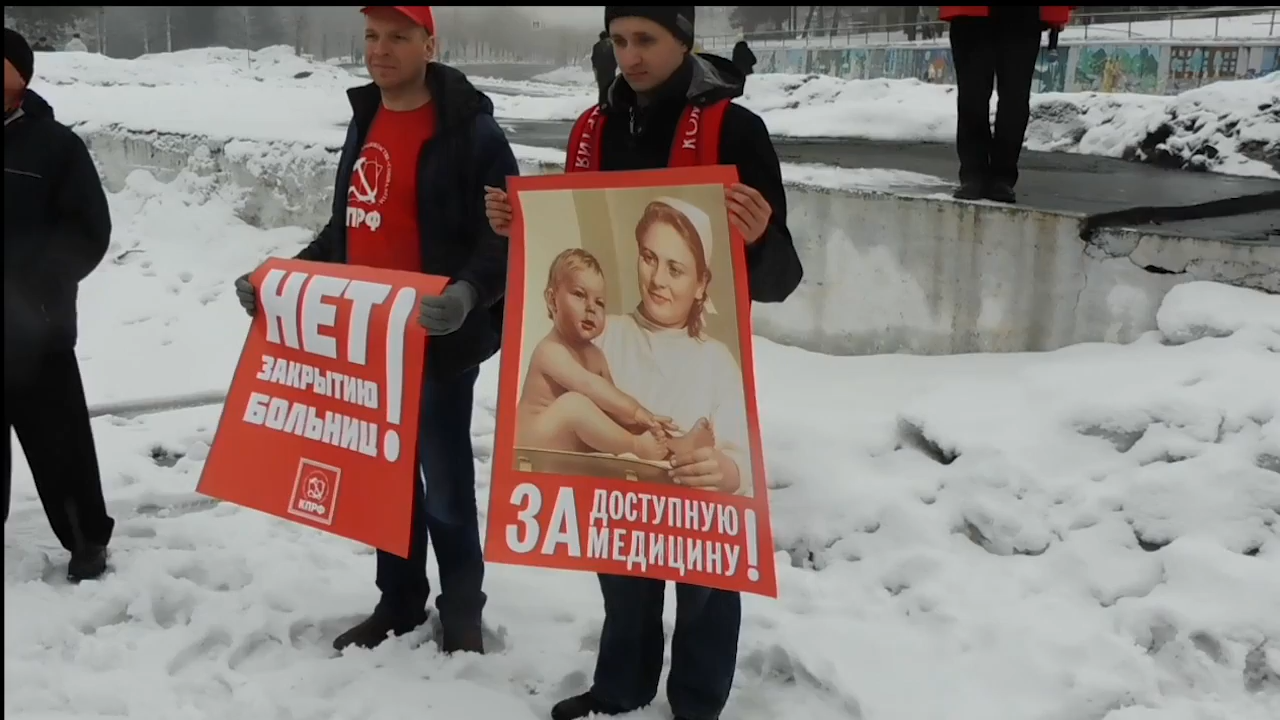 КПРФ
НЕТ!
ЗАКРЫТИЮ
БОЛЬНИЦ!
КПРФ
ЗА ДОСТУПНУЮ
МЕДИЦИНУ!